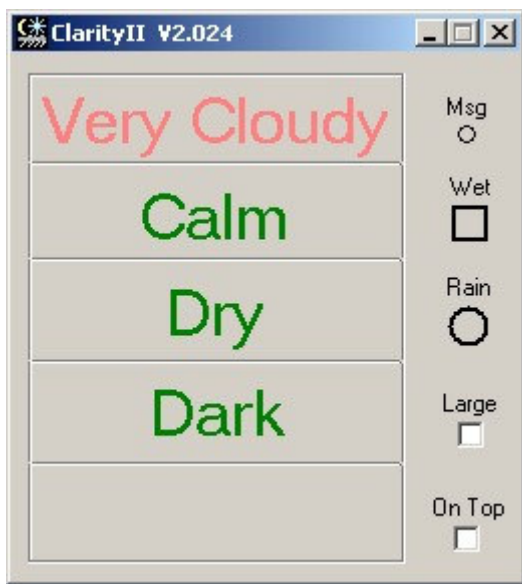 ClarityII V2.024
Very Cloudy
Calm
Dry
Dark
Msg
Wet
Rain
Large
On Top